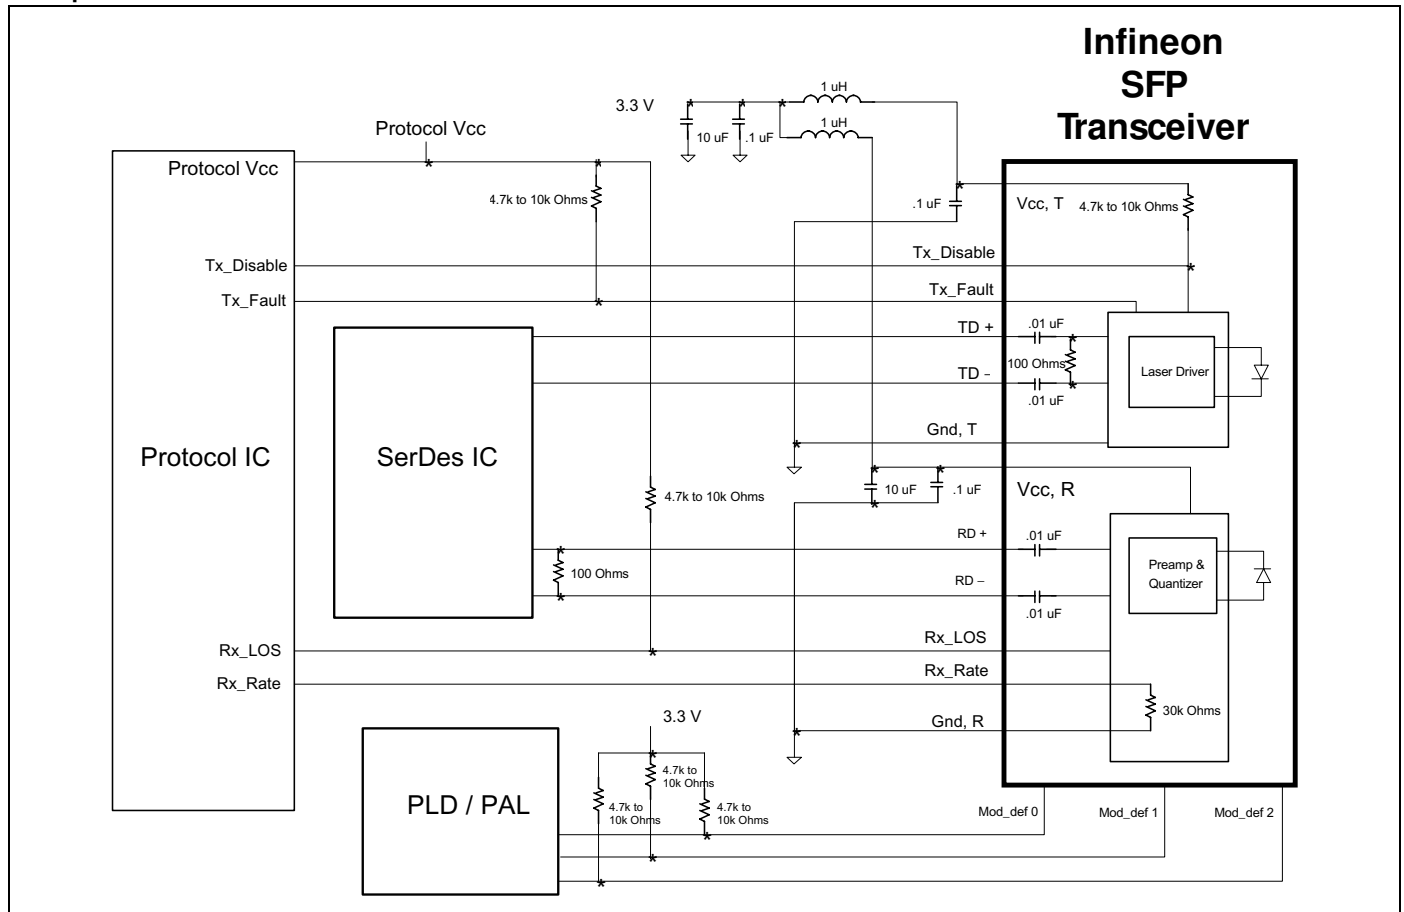 Infineon
SFP
Transceiver
1 uH
3.3 V
1 uH
10 uF
.1 uF
Protocol Vcc
Protocol Vcc
4.7k to 10k Ohms
.1 uF
Vcc, T
4.7k to 10k Ohms
Tx_Disable
Tx_Disable
Tx_Fault
Tx_Fault
TD +
.01 uF
100 Ohms
Laser Driver
TD –
.01 uF
Gnd, T
Protocol IC
SerDes IC
4.7k to 10k Ohms
10 uF
.1 uF
Vcc, R
RD +
.01 uF
100 Ohms
Preamp &
Quantizer
RD –
.01 uF
Rx_LOS
Rx_LOS
Rx_Rate
Rx_Rate
30k Ohms
3.3 V
Gnd, R
4.7k to
10k Ohms
PLD / PAL
4.7k to
10k Ohms
4.7k to
10k Ohms
Mod_def 0
Mod_def 1
Mod_def 2